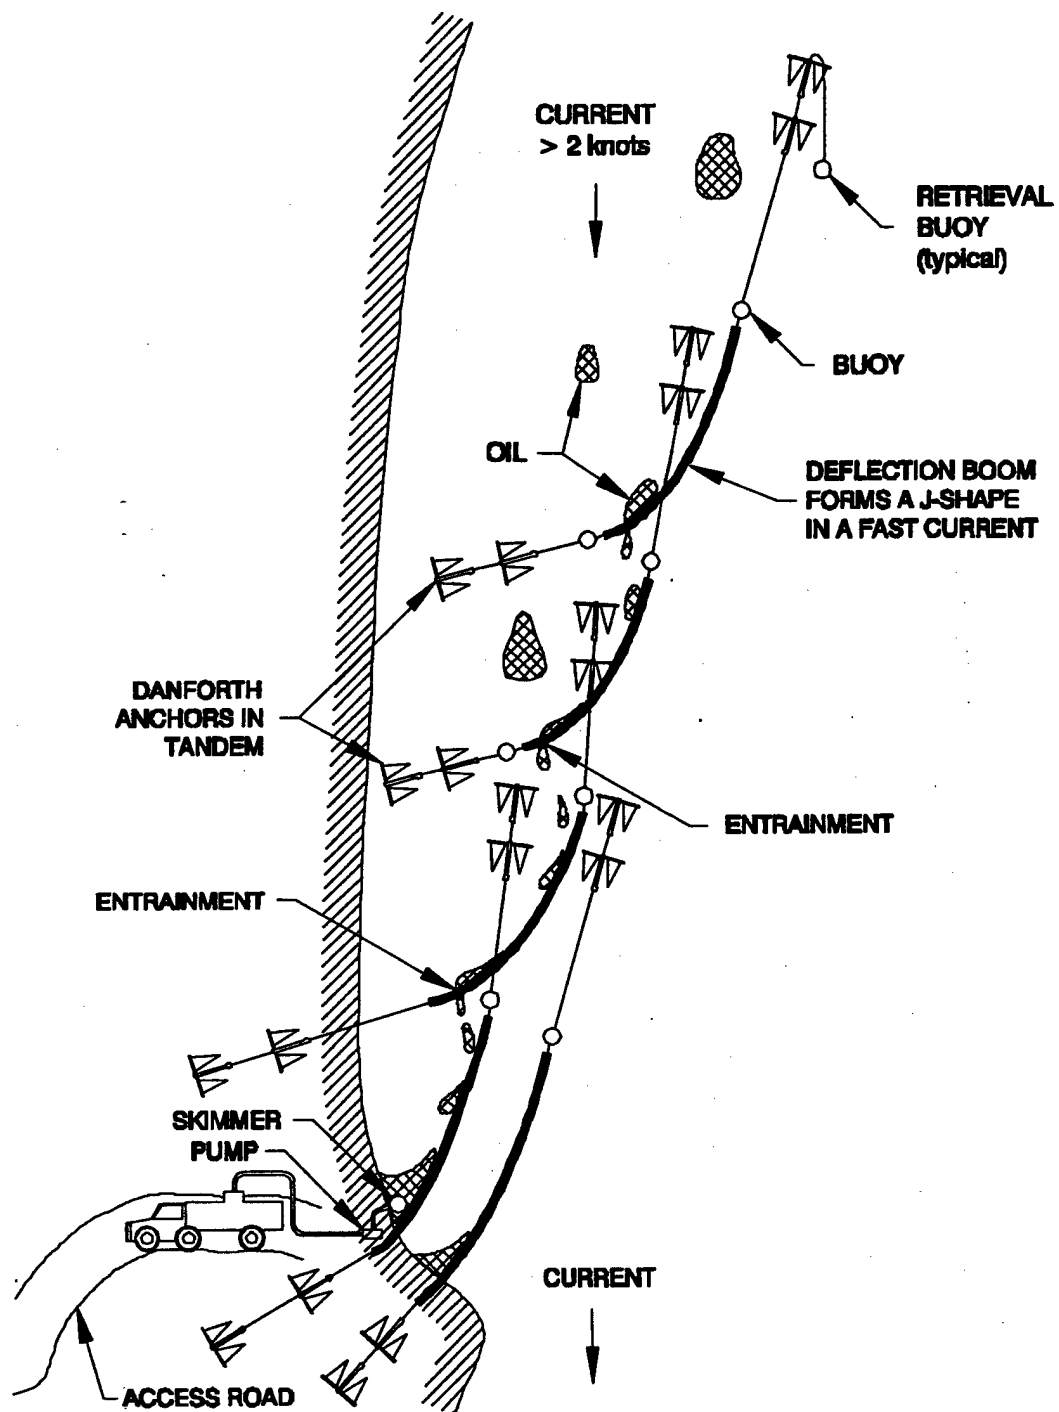 CURRENT
> 2 knots
RETRIEVAL
BUOY
(typical)
BUOY
OIL
DEFLECTION BOOM
FORMS A J-SHAPE
IN A FAST CURRENT
DANFORTH
ANCHORS IN
TANDEM
ENTRAINMENT
ENTRAINMENT
SKIMMER
PUMP
CURRENT
ACCESS ROAD